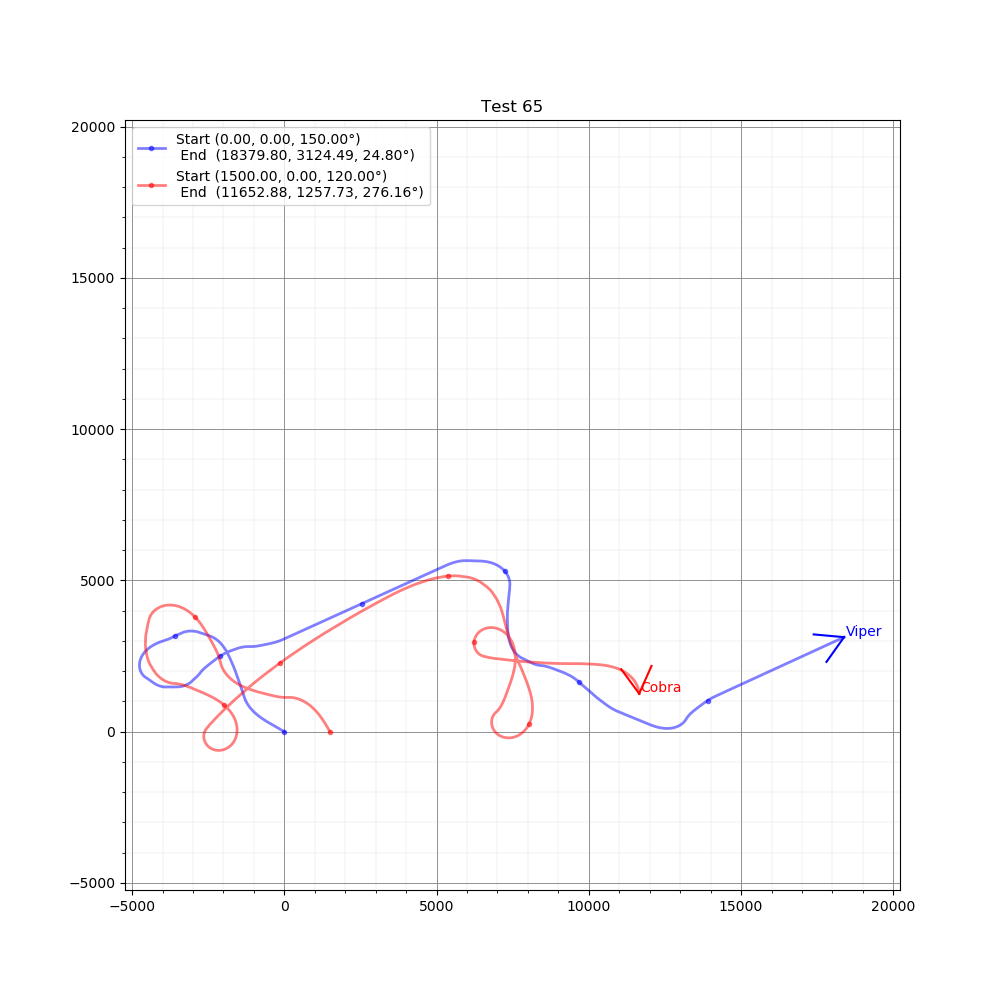 Test 65
Start (0.00, 0.00, 150.00°)
End (18379.80, 3124.49, 24.80°)
Start (1500.00, 0.00, 120.00°)
End (11652.88, 1257.73, 276.16°)
20000
15000
10000
5000
0
−5000
Viper
Cobra
−5000 0 5000 10000 15000 20000